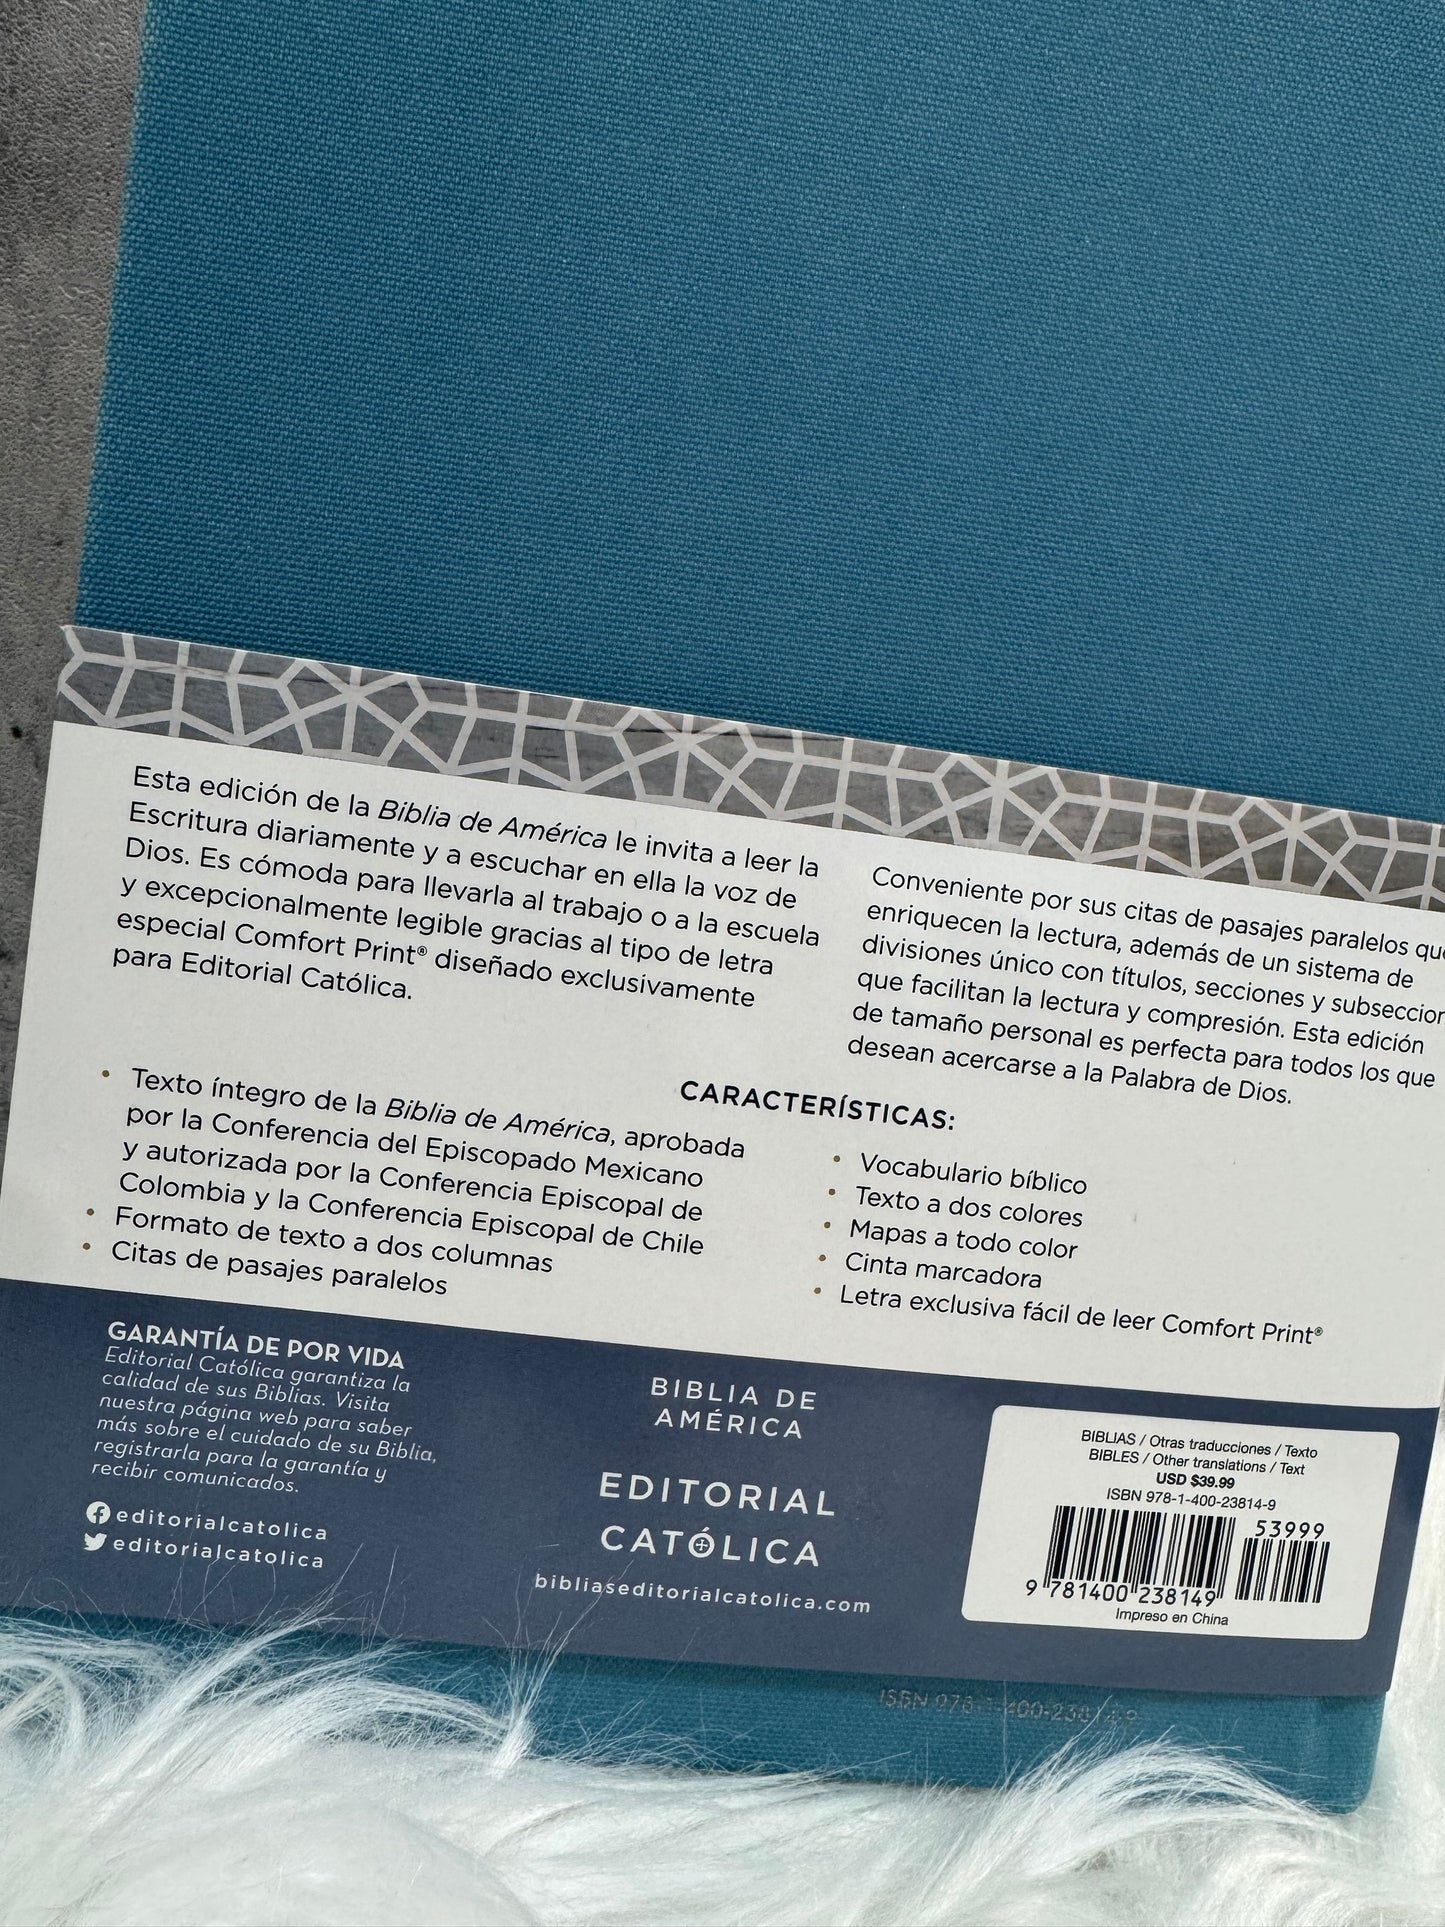 Esta edición de la Biblia de América le invita a leer la
Escritura diariamente y a escuchar en ella la voz de
Dios. Es cómoda para llevarla al trabajo o a la escuela
y excepcionalmente legible gracias al tipo de letra
especial Comfort Print® diseñado exclusivamente
para Editorial Católica.
Conveniente por sus citas de pasajes paralelos que
enriquecen la lectura, además de un sistema de
divisiones único con títulos, secciones y subseccion
que facilitan la lectura y compresión. Esta edición
de tamaño personal es perfecta para todos los que
desean acercarse a la Palabra de Dios.
CARACTERÍSTICAS:
• Texto íntegro de la Biblia de América, aprobada
por la Conferencia del Episcopado Mexicano
y autorizada por la Conferencia Episcopal de
Colombia y la Conferencia Episcopal de Chile
• Formato de texto a dos columnas
• Citas de pasajes paralelos
• Vocabulario bíblico
• Texto a dos colores
• Mapas a todo color
• Cinta marcadora
• Letra exclusiva fácil de leer Comfort Print®
GARANTÍA DE POR VIDA
Editorial Católica garantiza la
calidad de sus Biblias. Visita
nuestra página web para saber
más sobre el cuidado de su Biblia,
registrarla para la garantía y
recibir comunicados.
editorialcatolica
editorialcatolica
BIBLIA DE
AMÉRICA
EDITORIAL
CATÓLICA
bibliaseditorialcatolica.com
BIBLIAS / Otras traducciones / Texto
BIBLES / Other translations / Text
USD $39.99
ISBN 978-1-400-23814-9
53999
9 781400 238149
Impreso en China
ISBN 978-1-400-23814-9